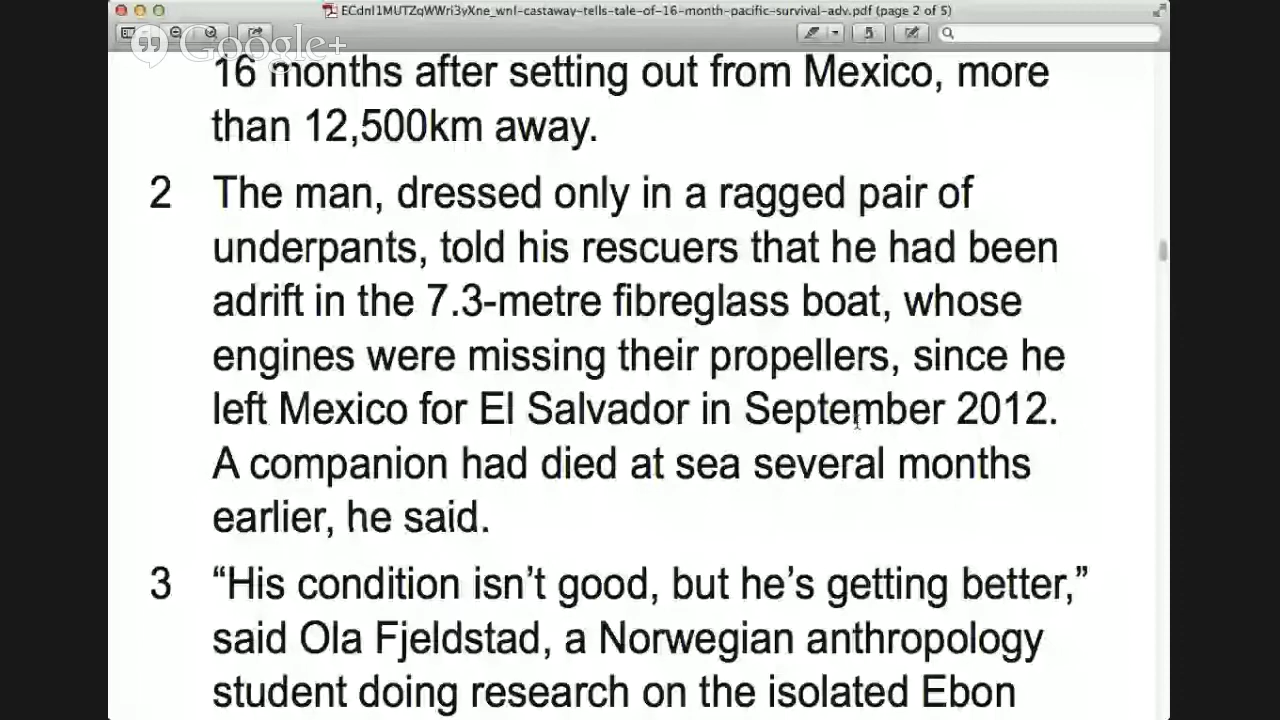 ECdnl1MUTZqWWri3yXne_wnl-castaway-tells-tale-of-16-month-pacific-survival-adv.pdf (page 2 of 5)
Google+
16 months after setting out from Mexico, more
than 12,500km away.
2 The man, dressed only in a ragged pair of
underpants, told his rescuers that he had been
adrift in the 7.3-metre fibreglass boat, whose
engines were missing their propellers, since he
left Mexico for El Salvador in September 2012.
A companion had died at sea several months
earlier, he said.
3 “His condition isn’t good, but he’s getting better,”
said Ola Fjeldstad, a Norwegian anthropology
student doing research on the isolated Ebon